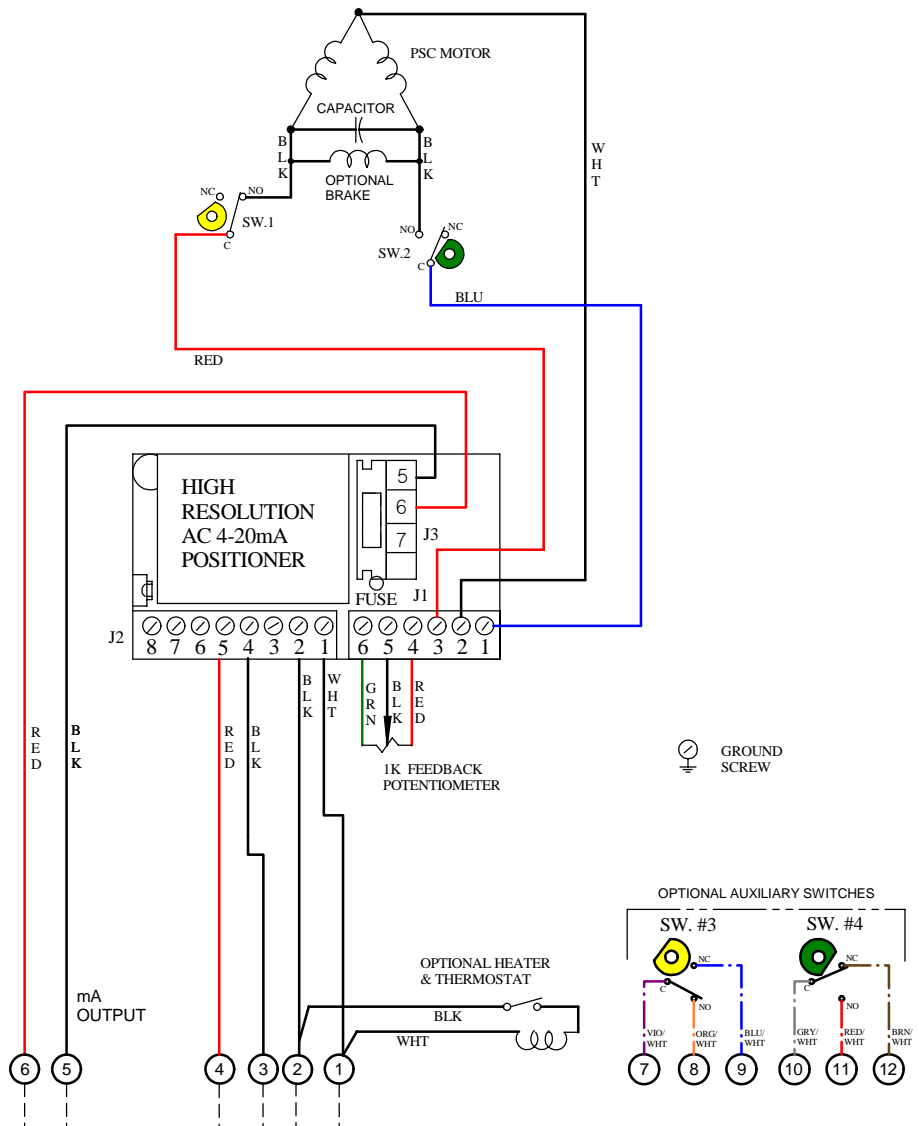 PSC MOTOR
CAPACITOR
BLK
BLK
WHT
OPTIONAL
BRAKE
NC
NO
SW.1
C
NO
NC
SW.2
C
BLU
RED
HIGH
RESOLUTION
AC 4-20mA
POSITIONER
5
6
7
J3
FUSE
J1
J2
8 7 6 5 4 3 2 1
6 5 4 3 2 1
RED
BLK
RED
BLK
BLK
WHT
GRN
BLK
RED
1K FEEDBACK
POTENTIOMETER
GROUND
SCREW
OPTIONAL AUXILIARY SWITCHES
SW. #3
SW. #4
NC
C
NO
NC
C
NO
VIO/
WHT
ORG/
WHT
BLU/
WHT
GRY/
WHT
RED/
WHT
BRN/
WHT
OPTIONAL HEATER
& THERMOSTAT
BLK
WHT
mA
OUTPUT
6 5 4 3 2 1
7 8 9 10 11 12